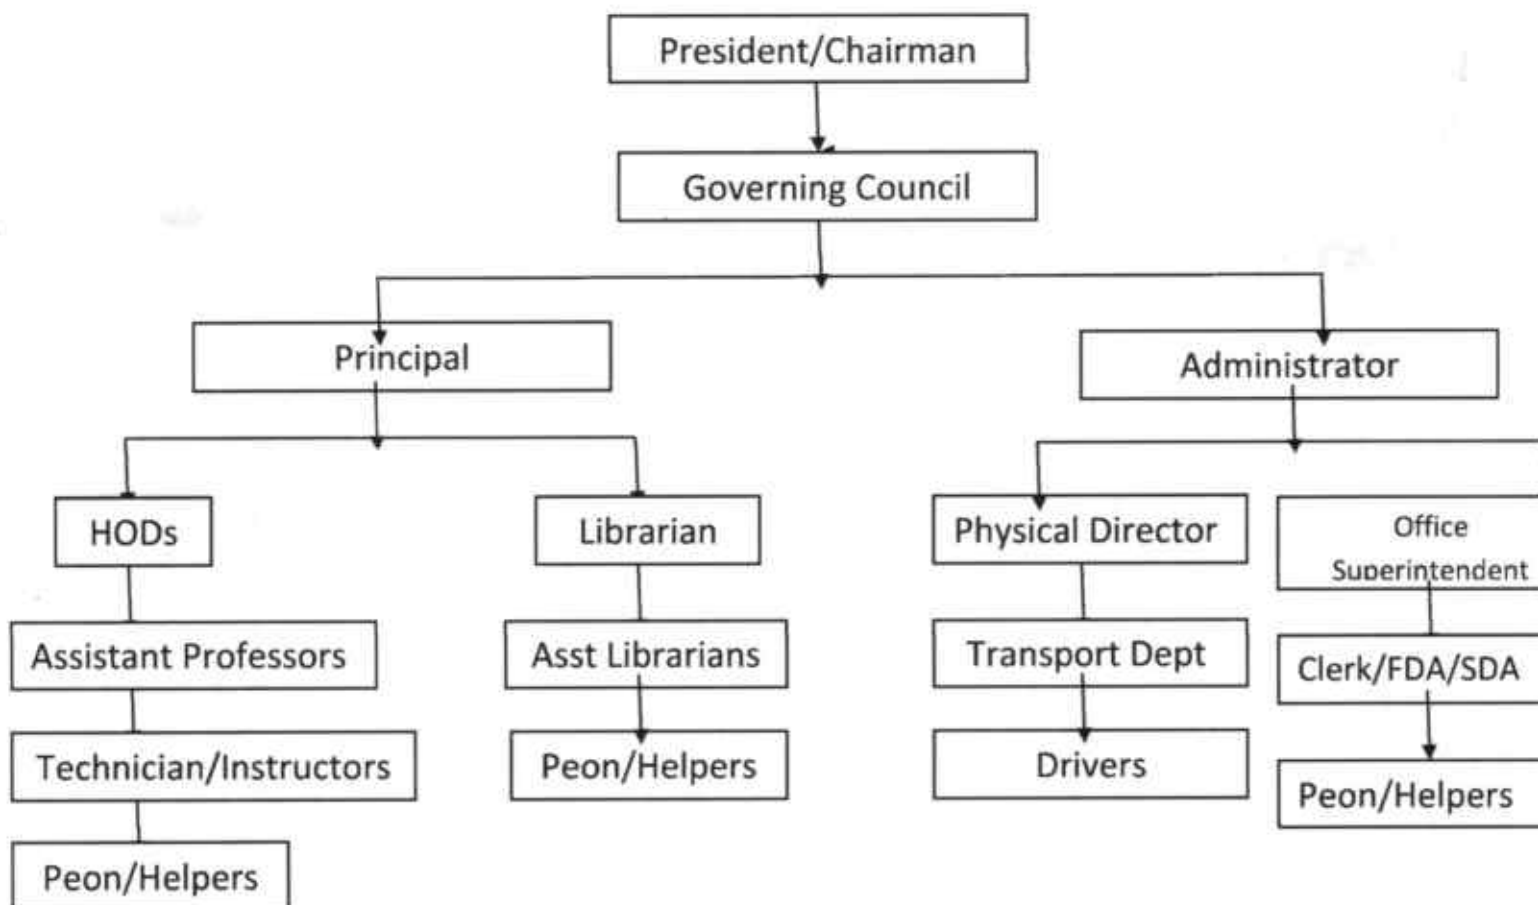 President/Chairman
Governing Council
Principal
Administrator
HODs
Librarian
Physical Director
Office
Superintendent
Assistant Professors
Asst Librarians
Transport Dept
Clerk/FDA/SDA
Technician/Instructors
Peon/Helpers
Drivers
Peon/Helpers
Peon/Helpers